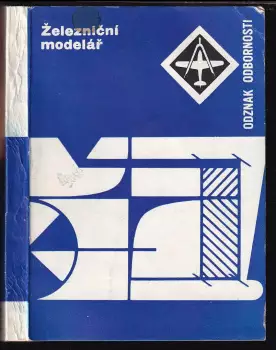 Železniční
modelář
ODZNAK ODBORNOSTI